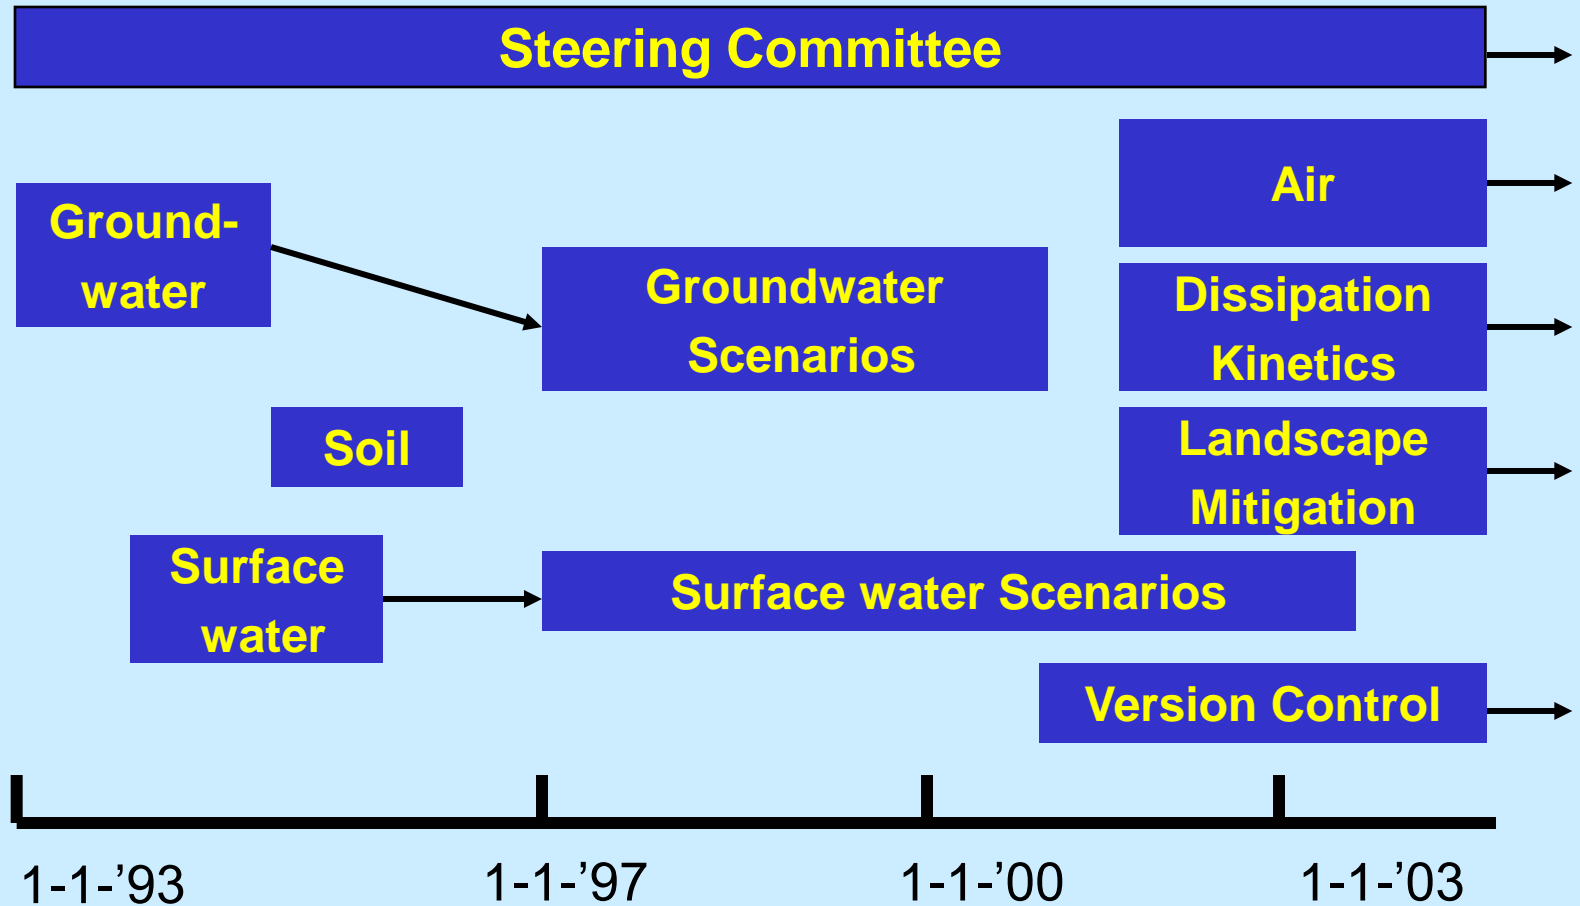 Steering Committee
Air
Ground-
water
Groundwater
Scenarios
Dissipation
Kinetics
Soil
Landscape
Mitigation
Surface
water
Surface water Scenarios
Version Control
1-1-’93
1-1-’97
1-1-’00
1-1-’03